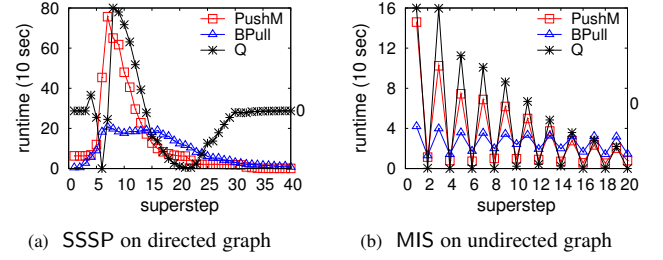 80
60
40
20
0
runtime (10 sec)
PushM
BPull
Q
0
0 5 10 15 20 25 30 35 40
superstep
(a) SSSP on directed graph
16
12
8
4
0
runtime (10 sec)
PushM
BPull
Q
0
0 2 4 6 8 10 12 14 16 18 20
superstep
(b) MIS on undirected graph